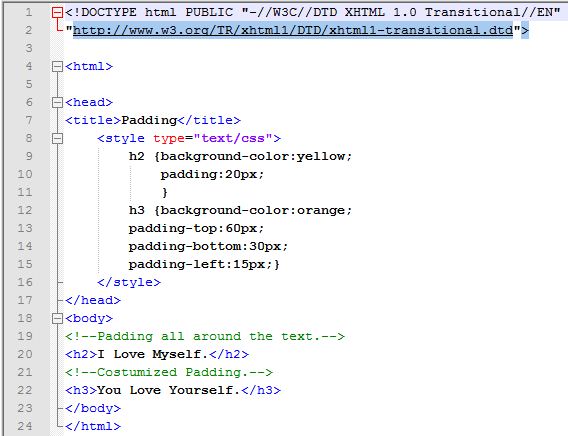 1 <!DOCTYPE html PUBLIC "-//W3C//DTD XHTML 1.0 Transitional//EN"
2 "http://www.w3.org/TR/xhtml1/DTD/xhtml1-transitional.dtd">
3
4 <html>
5
6 <head>
7 <title>Padding</title>
8 <style type="text/css">
9 h2 {background-color:yellow;
10 padding:20px;
11 }
12 h3 {background-color:orange;
13 padding-top:60px;
14 padding-bottom:30px;
15 padding-left:15px;}
16 </style>
17 </head>
18 <body>
19 <!--Padding all around the text.-->
20 <h2>I Love Myself.</h2>
21 <!--Costumized Padding.-->
22 <h3>You Love Yourself.</h3>
23 </body>
24 </html>